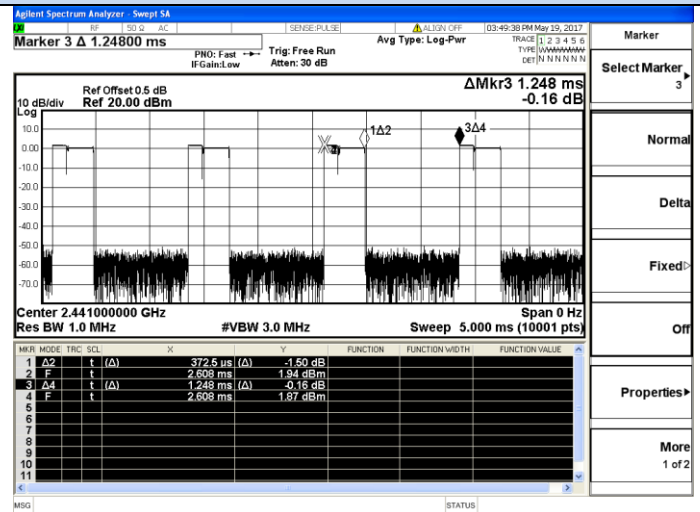 Agilent Spectrum Analyzer - Swept SA
RF 50 Ω AC SENSE:PULSE ALIGN OFF 03:49:38 PM May 19, 2017
Marker 3 Δ 1.24800 ms
PNO: Fast
IFGain:Low
Trig: Free Run
Atten: 30 dB
Avg Type: Log-Pwr
TRACE 1 2 3 4 5 6
TYPE
DET N N N N N N
Marker
Select Marker
3
Normal
Delta
Fixed
Off
Properties
More
1 of 2
ΔMkr3 1.248 ms
-0.16 dB
Ref Offset 0.5 dB
10 dB/div Ref 20.00 dBm
Log
10.0
0.00
-10.0
-20.0
-30.0
-40.0
-50.0
-60.0
-70.0
1Δ2
3Δ4
Center 2.441000000 GHz Span 0 Hz
Res BW 1.0 MHz #VBW 3.0 MHz Sweep 5.000 ms (10001 pts)
MKR MODE TRC SCL X Y FUNCTION FUNCTION WIDTH FUNCTION VALUE
1 Δ2 t (Δ) 372.5 µs (Δ) -1.50 dB
2 F t 2.608 ms 1.94 dBm
3 Δ4 t (Δ) 1.248 ms (Δ) -0.16 dB
4 F t 2.608 ms 1.87 dBm
5
6
7
8
9
10
11
MSG STATUS